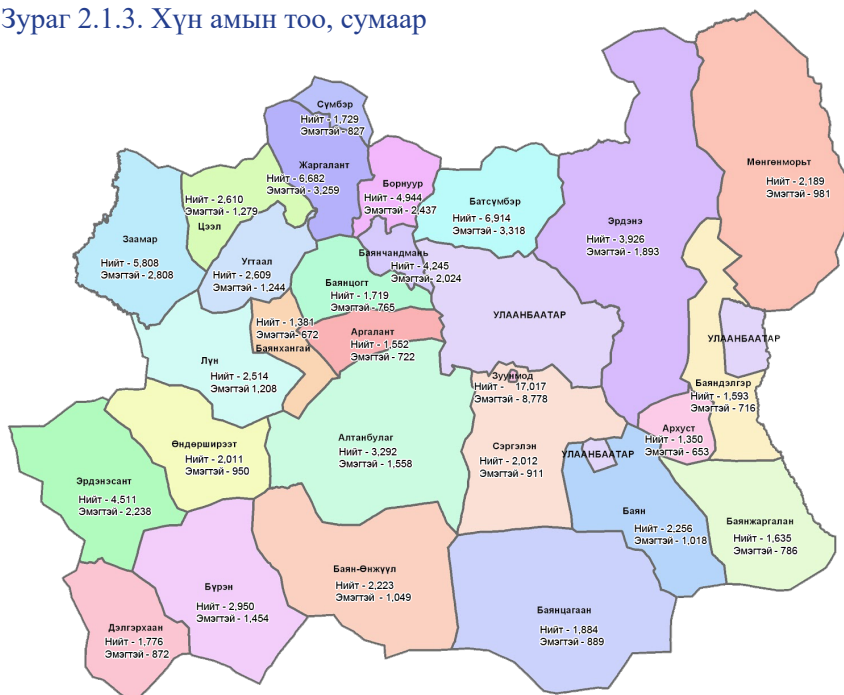 Зураг 2.1.3. Хүн амын тоо, сумаар
Сүмбэр
Нийт - 1,729
Эмэгтэй - 827
Жаргалант
Нийт - 6,682
Эмэгтэй - 3,259
Борнуур
Нийт - 4,944
Эмэгтэй - 2,437
Батсүмбэр
Нийт - 6,914
Эмэгтэй - 3,318
Мөнгөнморьт
Нийт - 2,189
Эмэгтэй - 981
Эрдэнэ
Нийт - 3,926
Эмэгтэй - 1,893
Нийт - 2,610
Эмэгтэй - 1,279
Цээл
Заамар
Нийт - 5,808
Эмэгтэй - 2,808
Угтаал
Нийт - 2,609
Эмэгтэй - 1,244
Баянчандмань
Нийт - 4,245
Эмэгтэй - 2,024
Баянцогт
Нийт - 1,719
Эмэгтэй - 765
УЛААНБААТАР
Нийт - 1,381
Эмэгтэй - 672
Баянхангай
Аргалант
Нийт - 1,552
Эмэгтэй - 722
УЛААНБААТАР
Лүн
Нийт - 2,514
Эмэгтэй 1,208
Зуунмод
Нийт - 17,017
Эмэгтэй - 8,778
Баяндэлгэр
Нийт - 1,593
Эмэгтэй - 716
Өндөрширээт
Нийт - 2,011
Эмэгтэй - 950
Алтанбулаг
Нийт - 3,292
Эмэгтэй - 1,558
Сэргэлэн
Нийт - 2,012
Эмэгтэй - 911
УЛААНБААТАР
Архуст
Нийт - 1,350
Эмэгтэй - 653
Эрдэнэсант
Нийт - 4,511
Эмэгтэй - 2,238
Баян
Нийт - 2,256
Эмэгтэй - 1,018
Баянжаргалан
Нийт - 1,635
Эмэгтэй - 786
Бүрэн
Нийт - 2,950
Эмэгтэй - 1,454
Баян-Өнжүүл
Нийт - 2,223
Эмэгтэй - 1,049
Баянцагаан
Нийт - 1,884
Эмэгтэй - 889
Дэлгэрхаан
Нийт - 1,776
Эмэгтэй - 872